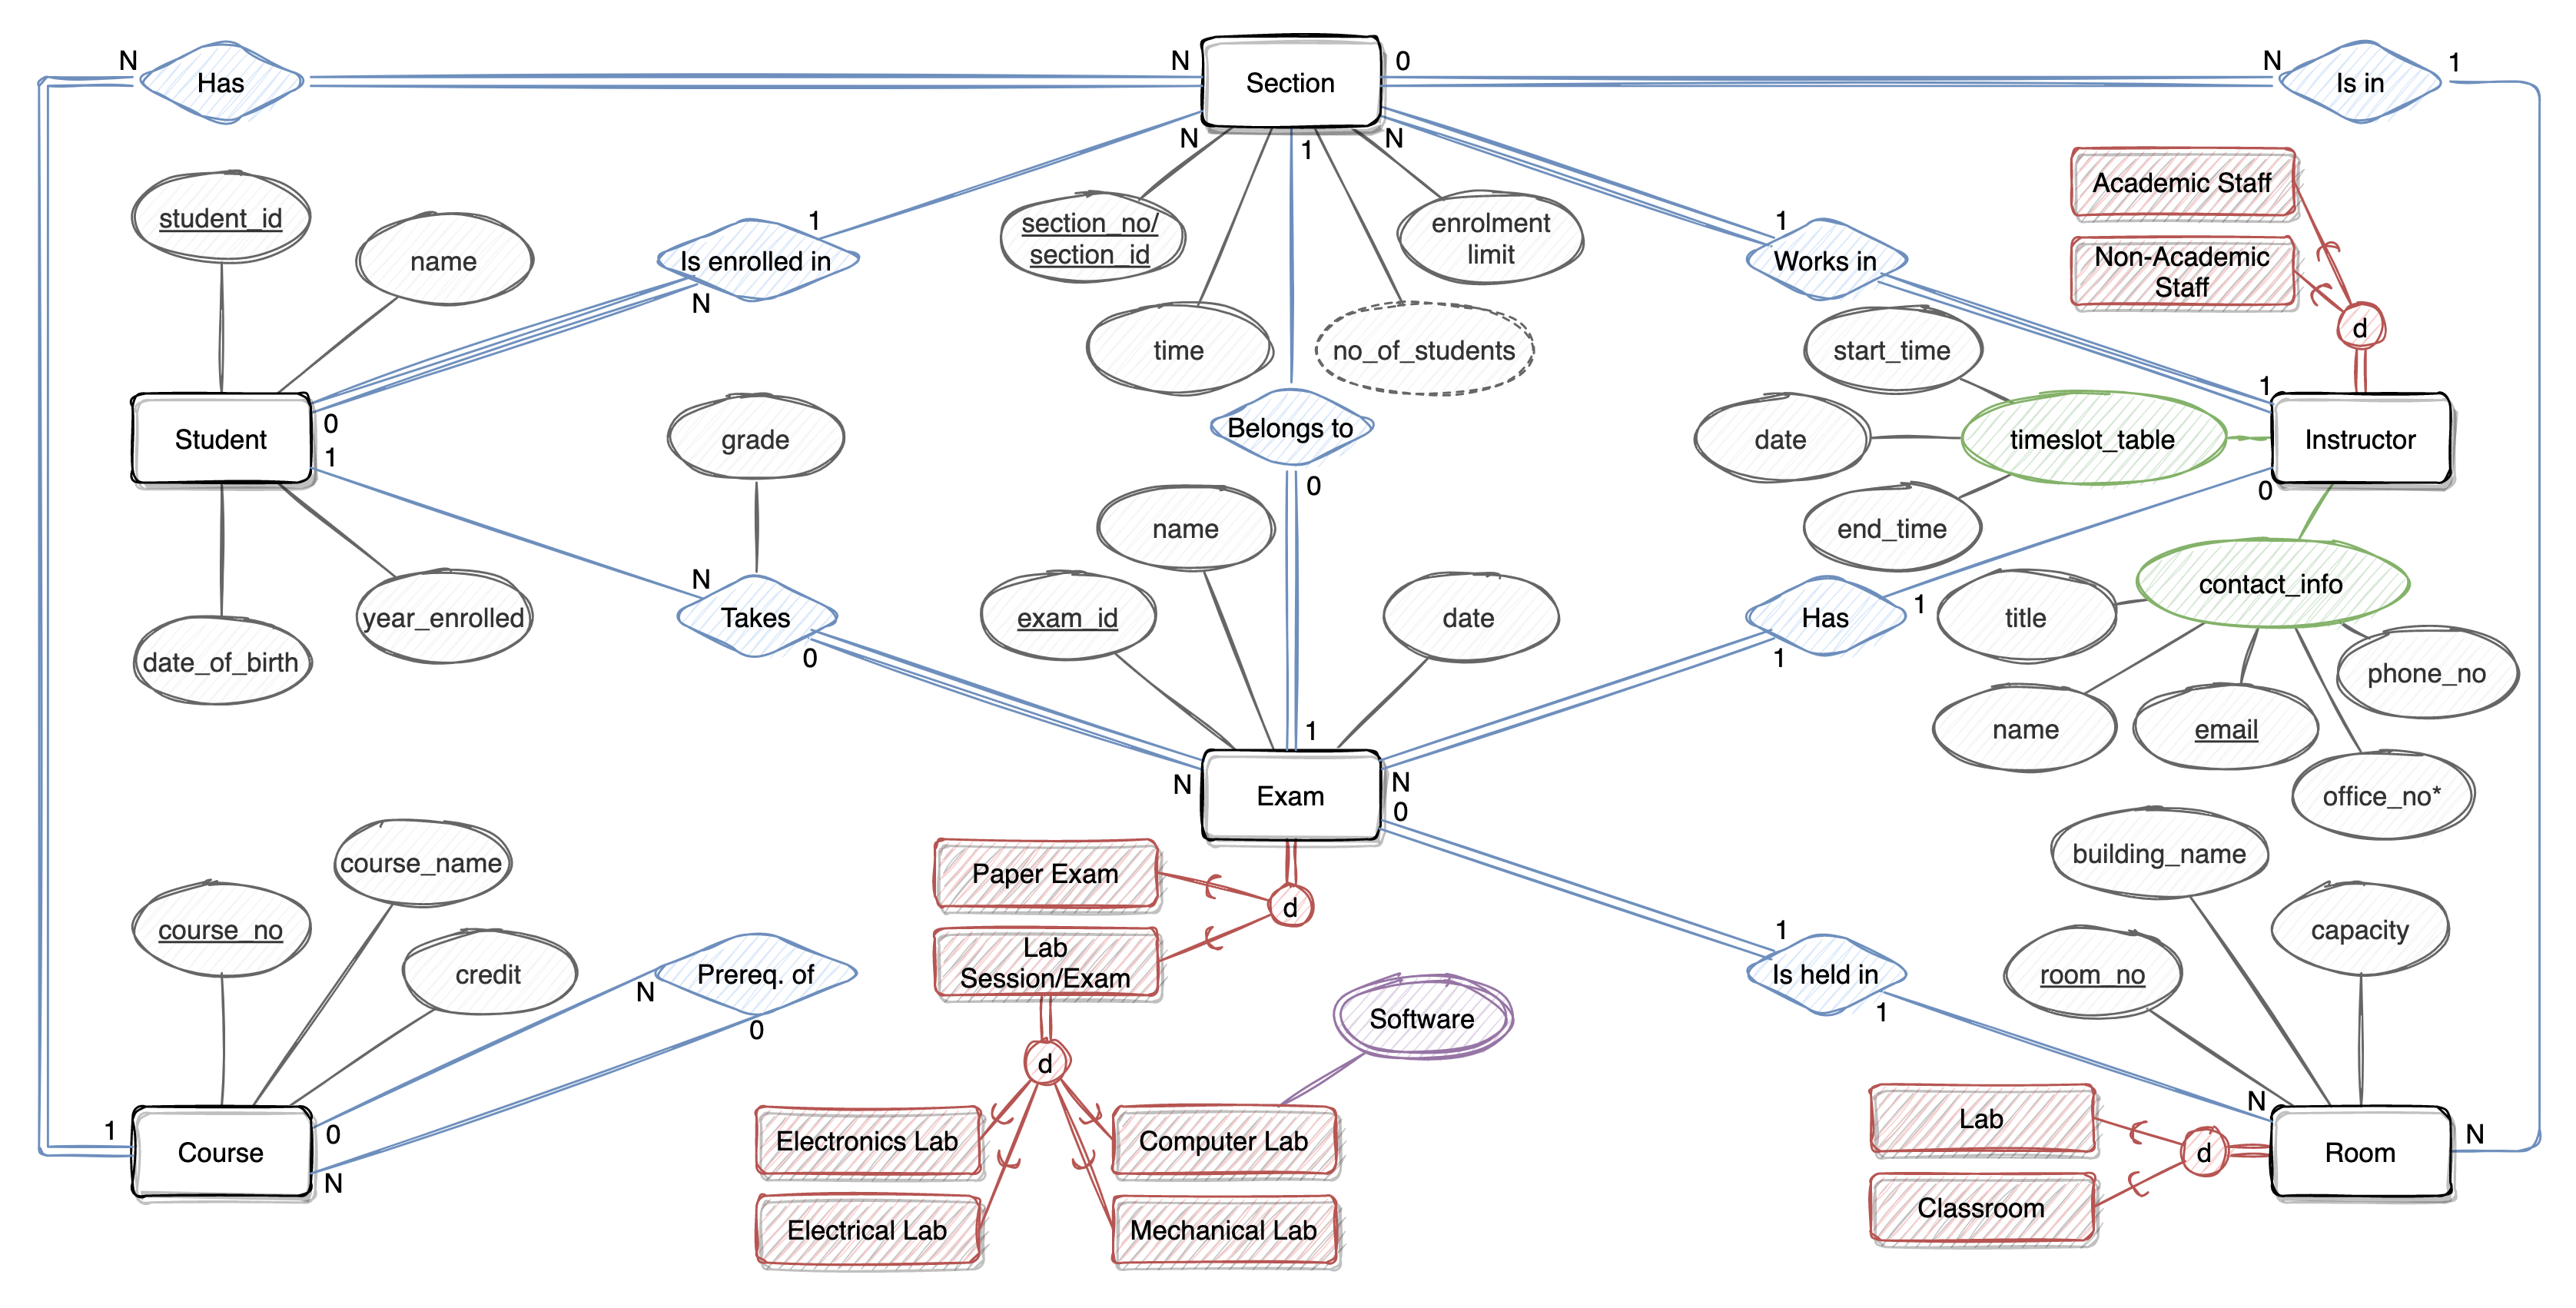 N
Has
N
Section
0
N
Is in
1
N
1
N
Academic Staff
Non-Academic
Staff
d
student_id
name
1
Is enrolled in
N
section_no/
section_id
enrolment
limit
time
no_of_students
1
Works in
start_time
date
timeslot_table
end_time
1
Instructor
0
Student
0
1
grade
Belongs to
0
name
exam_id
date
date_of_birth
year_enrolled
N
Takes
0
Has
1
1
contact_info
title
name
email
phone_no
office_no*
1
N
Exam
N
0
course_name
course_no
credit
Prereq. of
N
0
Paper Exam
d
Lab
Session/Exam
d
Software
1
Is held in
1
building_name
room_no
capacity
1
Course
0
N
Electronics Lab
Computer Lab
Electrical Lab
Mechanical Lab
Lab
d
Classroom
N
Room
N